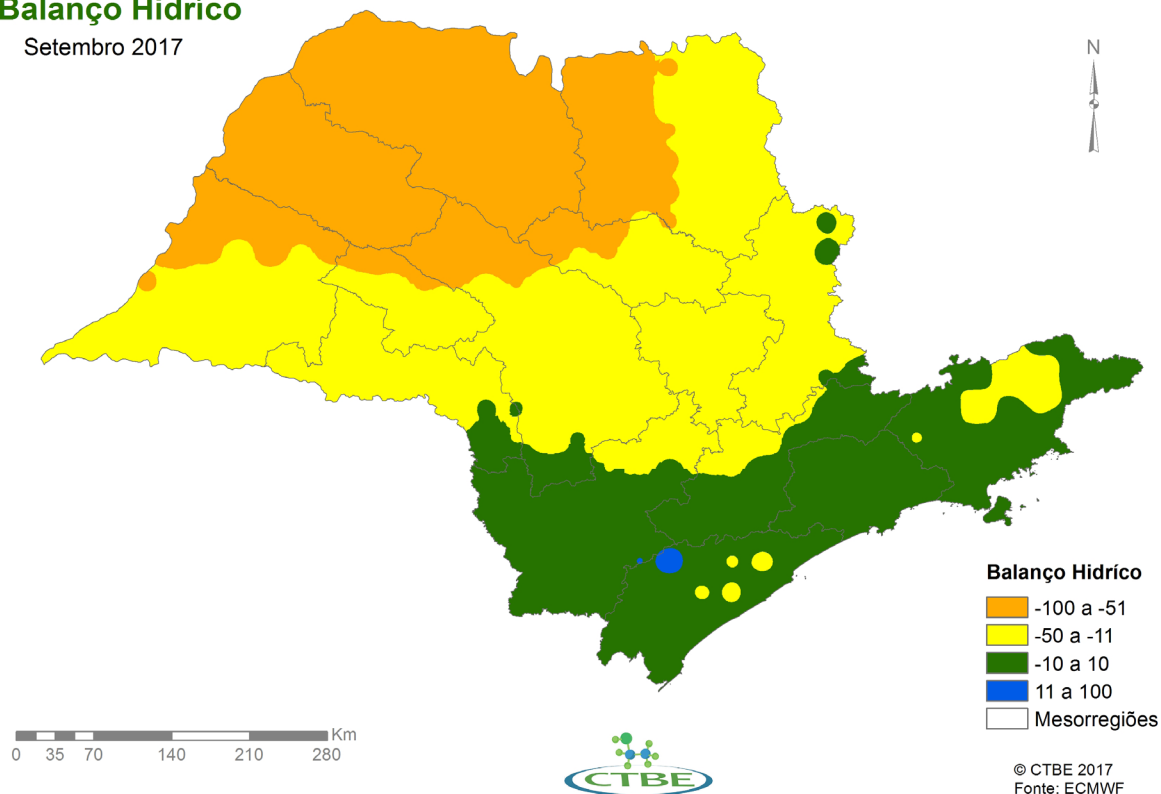 Balanço Hídrico
Setembro 2017
N
Balanço Hidríco
-100 a -51
-50 a -11
-10 a 10
11 a 100
Mesorregiões
Km
0 35 70 140 210 280
CTBE
© CTBE 2017
Fonte: ECMWF